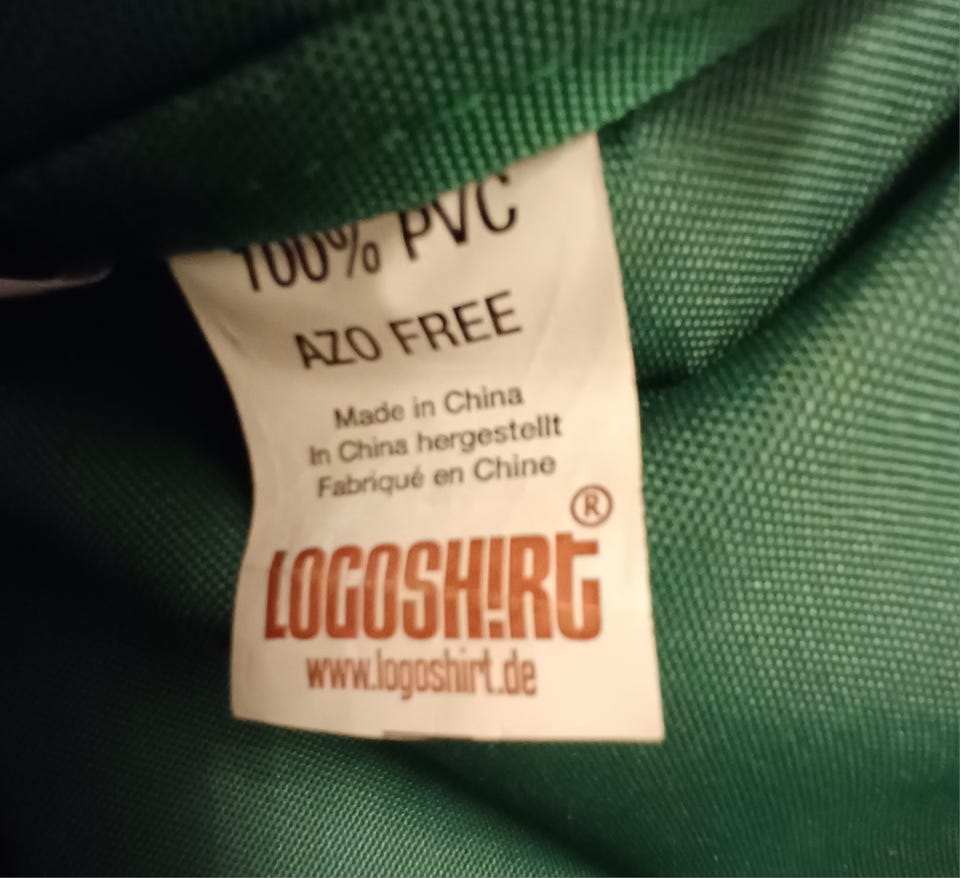 100% PVC
AZO FREE
Made in China
In China hergestellt
Fabriqué en Chine
®
LOGOSH!RT
www.logoshirt.de